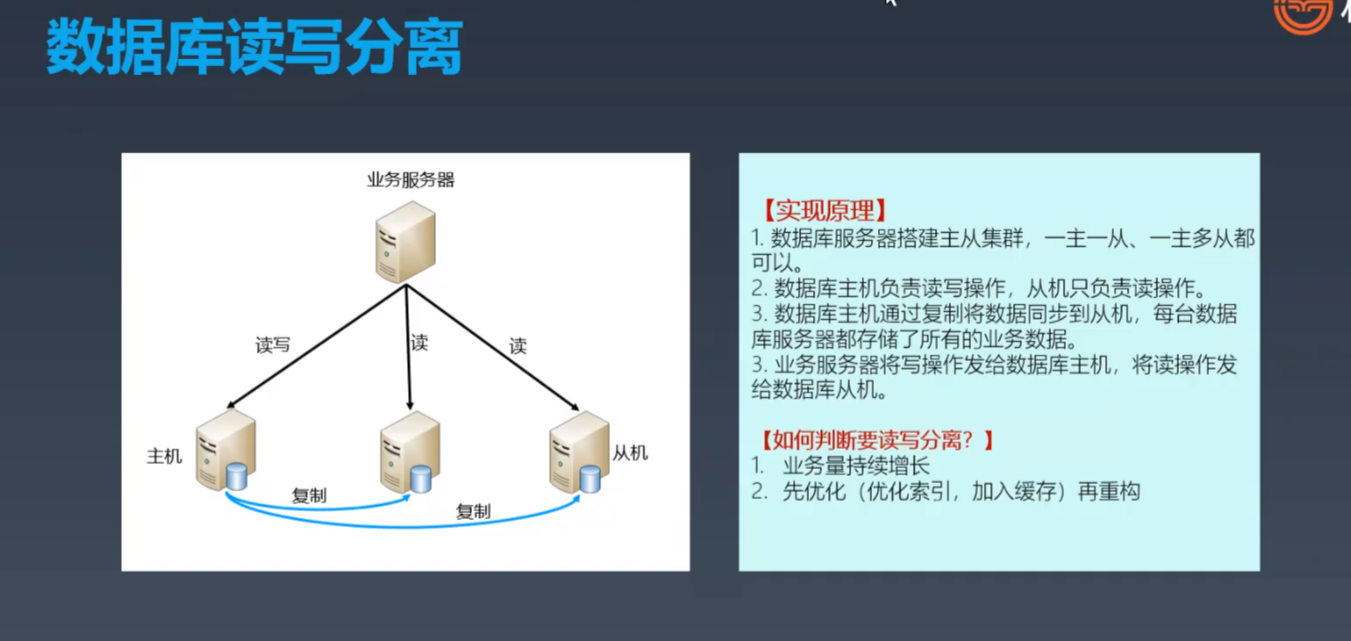 数据库读写分离
业务服务器
读写
读
读
主机
从机
复制
复制
【实现原理】
1. 数据库服务器搭建主从集群，一主一从、一主多从都
可以。
2. 数据库主机负责读写操作，从机只负责读操作。
3. 数据库主机通过复制将数据同步到从机，每台数据
库服务器都存储了所有的业务数据。
3. 业务服务器将写操作发给数据库主机，将读操作发
给数据库从机。
【如何判断要读写分离？】
1. 业务量持续增长
2. 先优化（优化索引，加入缓存）再重构